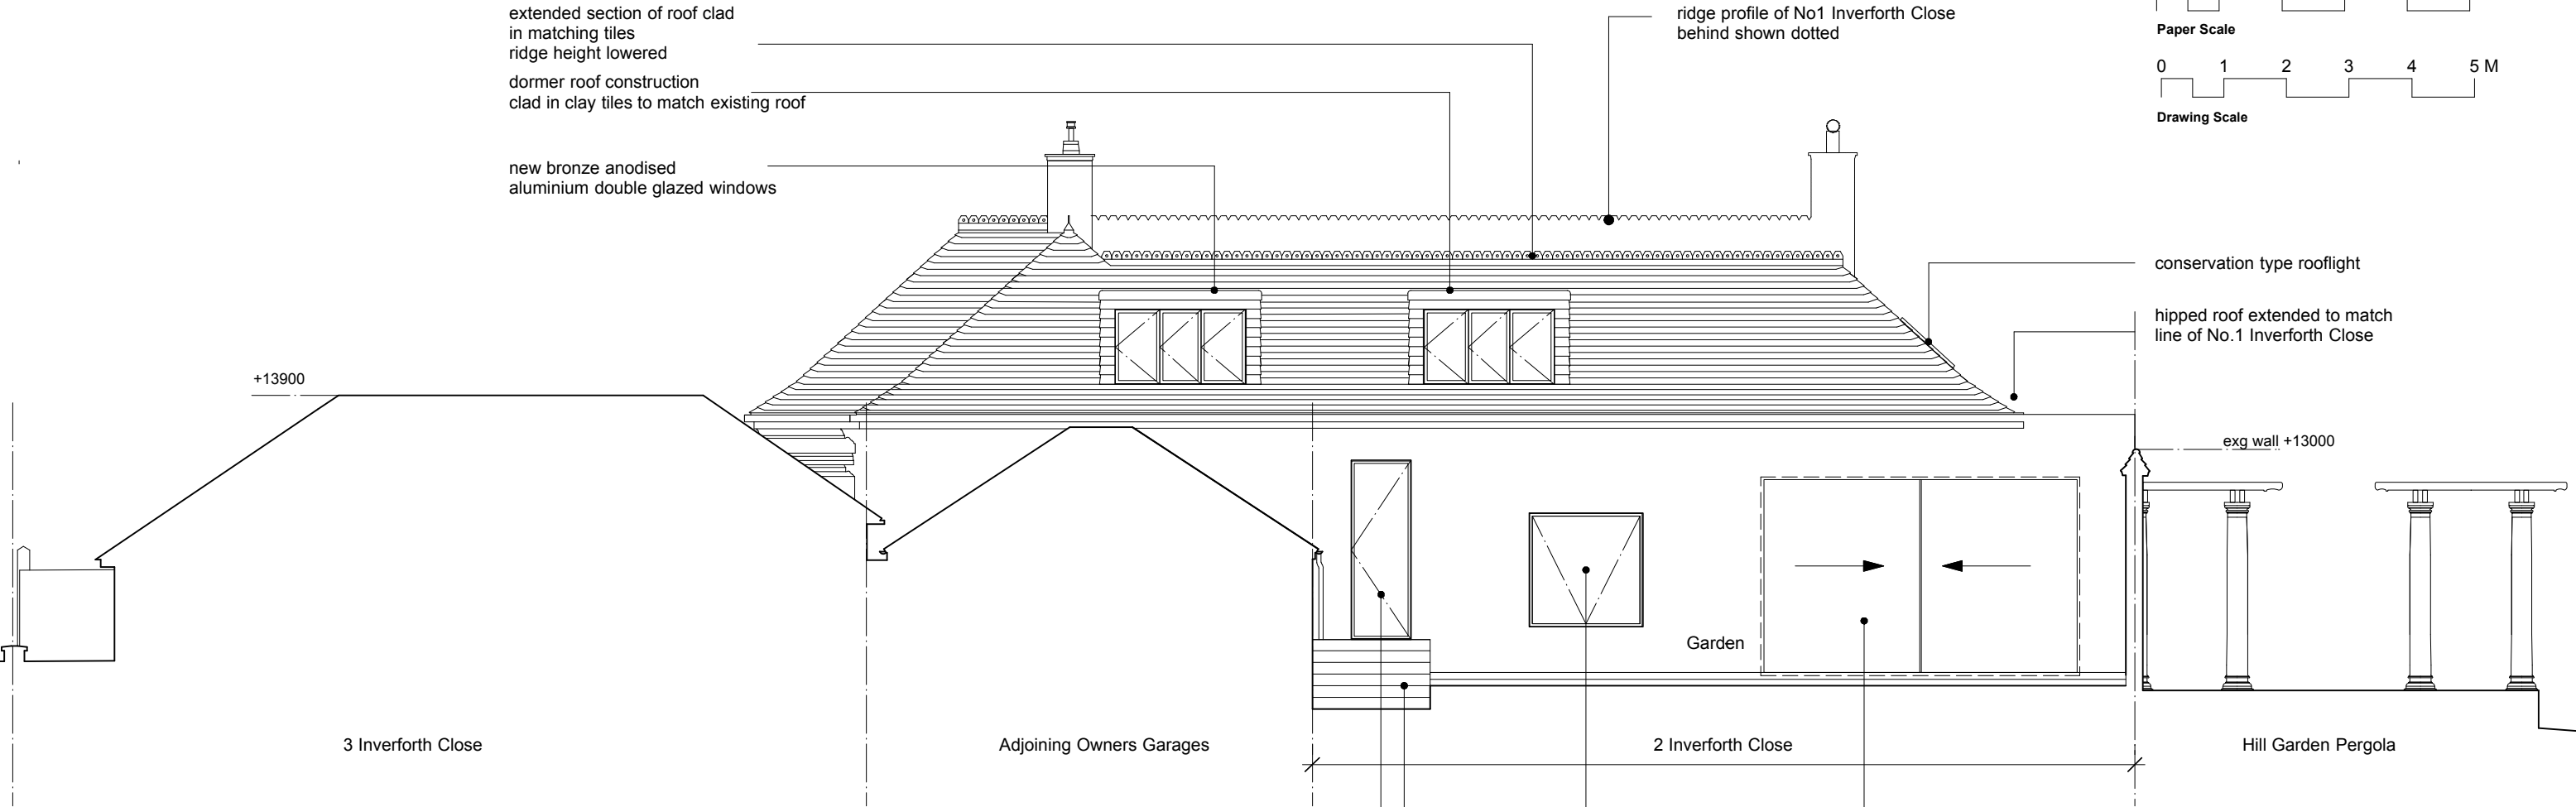 extended section of roof clad
in matching tiles
ridge height lowered
dormer roof construction
clad in clay tiles to match existing roof
new bronze anodised
aluminium double glazed windows
ridge profile of No1 Inverforth Close
behind shown dotted
Paper Scale
0 1 2 3 4 5 M
Drawing Scale
conservation type rooflight
hipped roof extended to match
line of No.1 Inverforth Close
+13900
exg wall +13000
Garden
3 Inverforth Close
Adjoining Owners Garages
2 Inverforth Close
Hill Garden Pergola